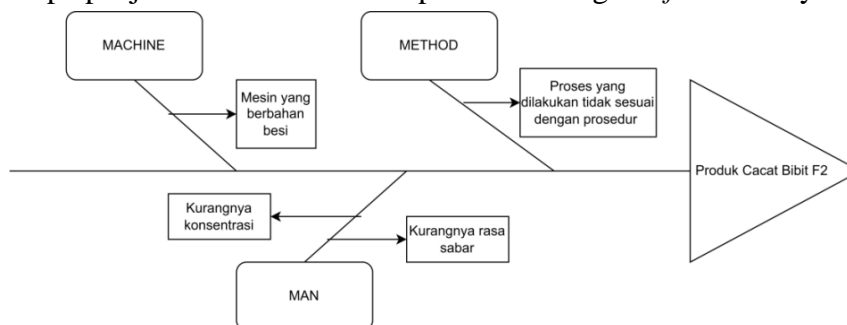 MACHINE
METHOD
Mesin yang
berbahan
besi
Proses yang
dilakukan tidak sesuai
dengan prosedur
Produk Cacat Bibit F2
Kurangnya
konsentrasi
Kurangnya rasa
sabar
MAN